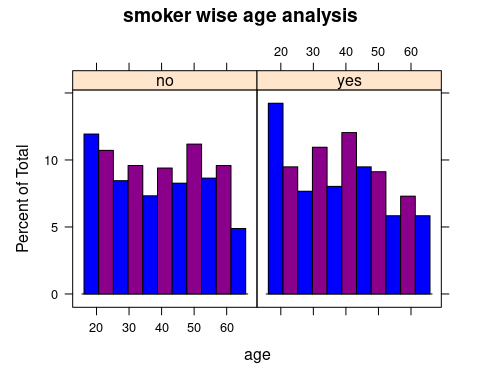 smoker wise age analysis
20 30 40 50 60
no yes
10
5
0
Percent of Total
20 30 40 50 60
age